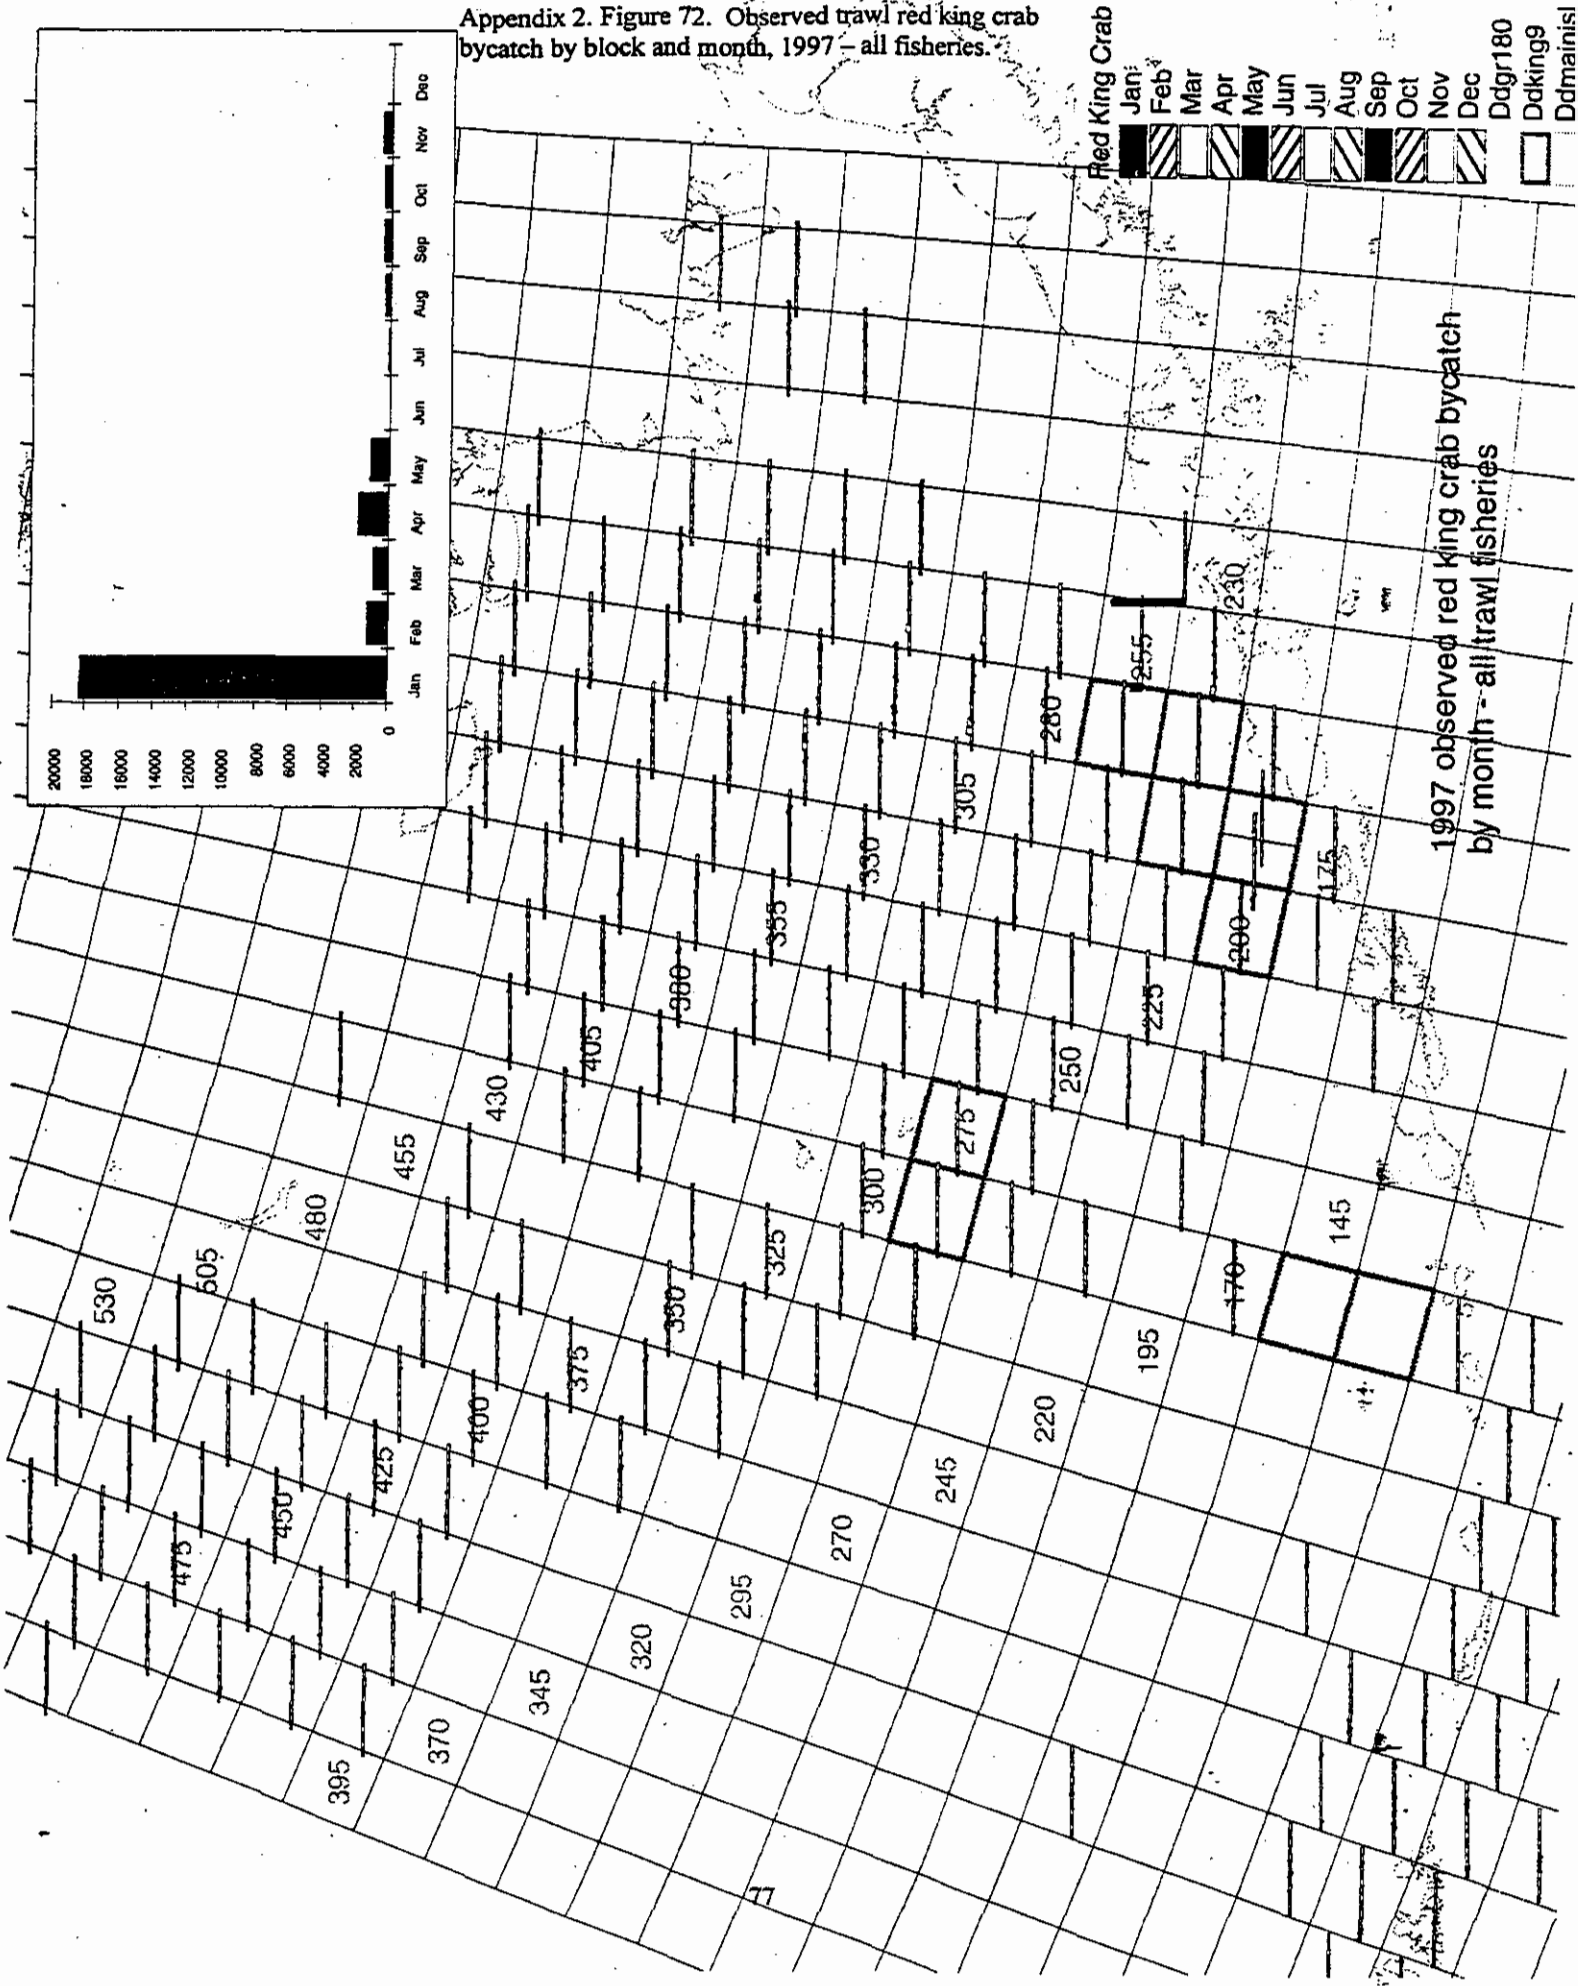 Appendix 2. Figure 72. Observed trawl red king crab
bycatch by block and month, 1997 – all fisheries.
20000
18000
16000
14000
12000
10000
8000
6000
4000
2000
0
Jan
Feb
Mar
Apr
May
Jun
Jul
Aug
Sep
Oct
Nov
Dec
Red King Crab
Jan
Feb
Mar
Apr
May
Jun
Jul
Aug
Sep
Oct
Nov
Dec
Ddgr180
Ddking9
Ddmainisl
1997 observed red king crab bycatch
by month - all trawl fisheries
530
505
480
455
430
405
380
355
330
305
280
255
230
475
450
425
400
375
350
325
300
275
250
225
200
175
395
370
345
320
295
270
245
220
195
170
145
77